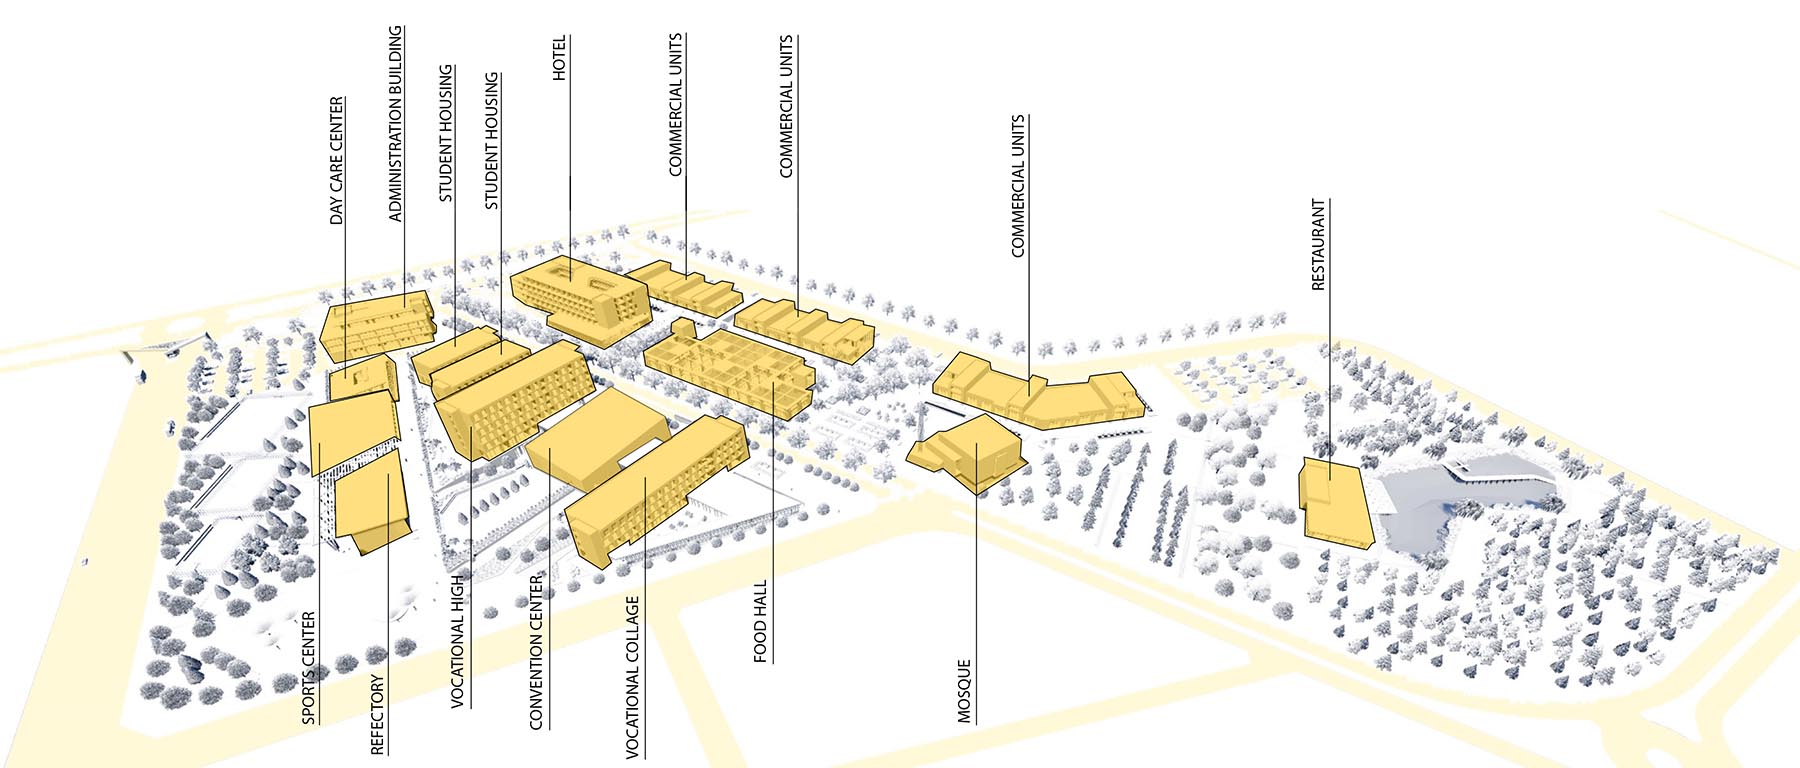 DAY CARE CENTER
ADMINISTRATION BUILDING
STUDENT HOUSING
STUDENT HOUSING
HOTEL
COMMERCIAL UNITS
COMMERCIAL UNITS
COMMERCIAL UNITS
RESTAURANT
SPORTS CENTER
REFECTORY
VOCATIONAL HIGH
CONVENTION CENTER
VOCATIONAL COLLAGE
FOOD HALL
MOSQUE